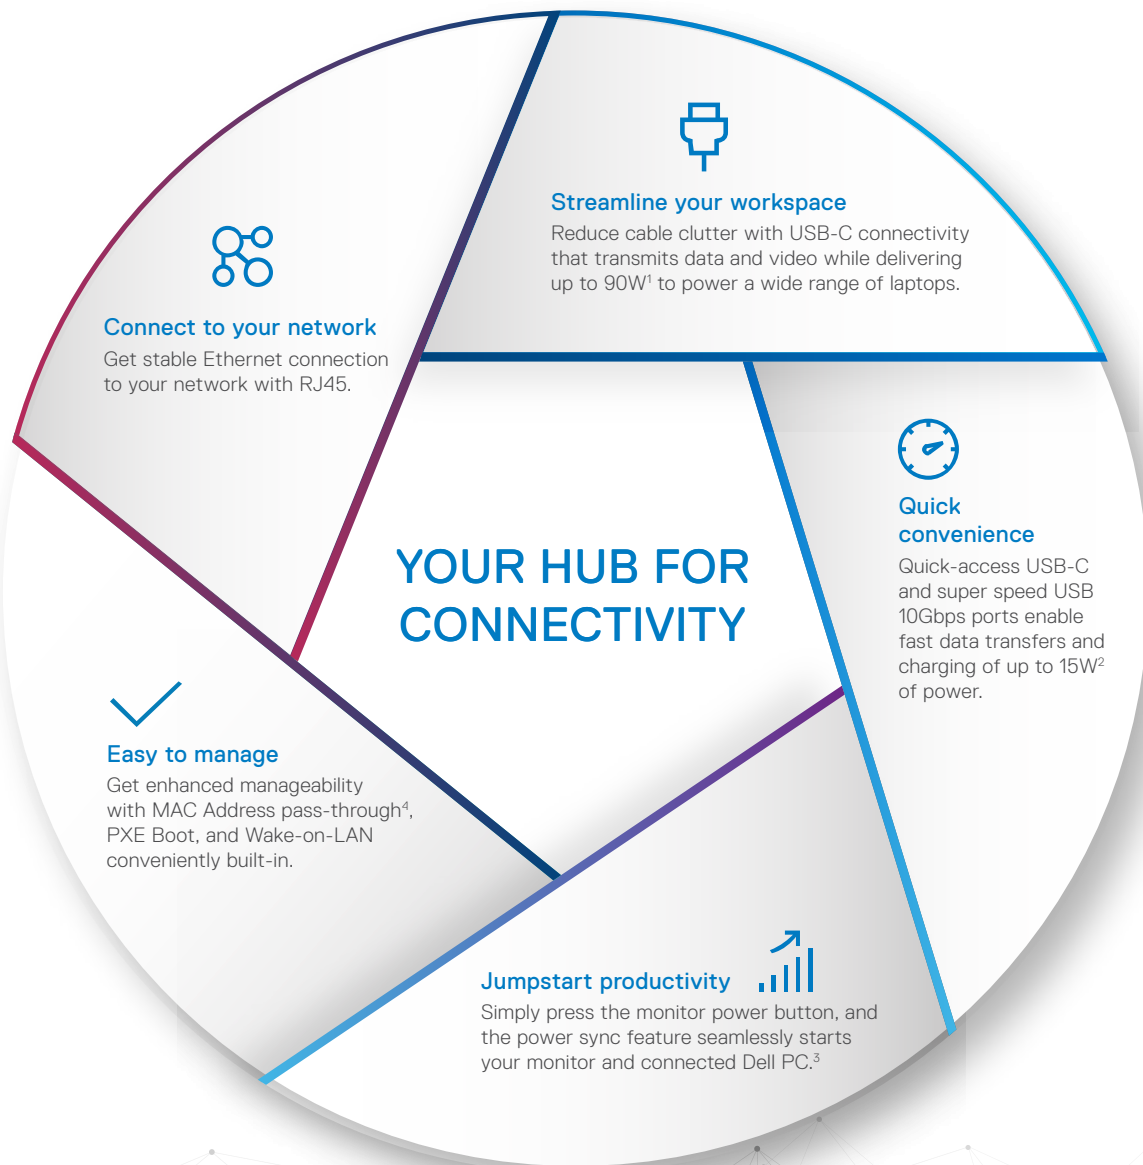 Streamline your workspace
Reduce cable clutter with USB-C connectivity
that transmits data and video while delivering
up to 90W¹ to power a wide range of laptops.
Connect to your network
Get stable Ethernet connection
to your network with RJ45.
Quick
convenience
Quick-access USB-C
and super speed USB
10Gbps ports enable
fast data transfers and
charging of up to 15W²
of power.
YOUR HUB FOR
CONNECTIVITY
Easy to manage
Get enhanced manageability
with MAC Address pass-through⁴,
PXE Boot, and Wake-on-LAN
conveniently built-in.
Jumpstart productivity
Simply press the monitor power button, and
the power sync feature seamlessly starts
your monitor and connected Dell PC.³